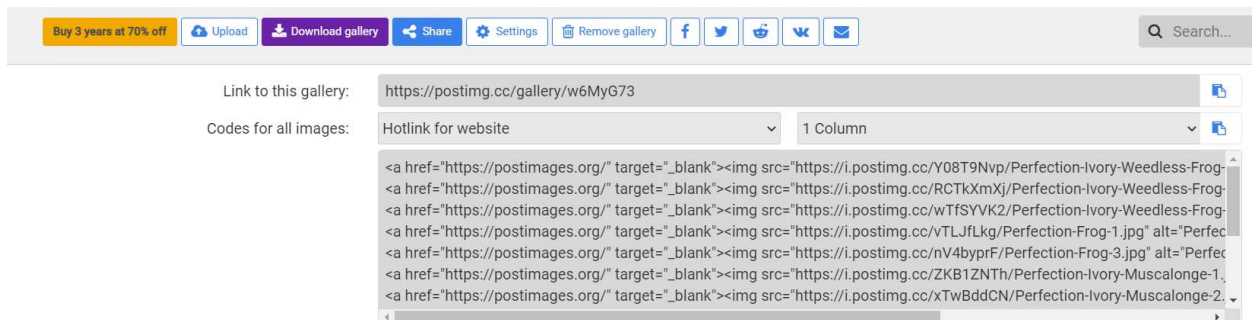 Buy 3 years at 70% off Upload Download gallery Share Settings Remove gallery f Search...
Link to this gallery: https://postimg.cc/gallery/w6MyG73
Codes for all images: Hotlink for website 1 Column
<a href="https://postimages.org/" target="_blank"><img src="https://i.postimg.cc/Y08T9Nvp/Perfection-Ivory-Weedless-Frog-
<a href="https://postimages.org/" target="_blank"><img src="https://i.postimg.cc/RCTkXmXj/Perfection-Ivory-Weedless-Frog-
<a href="https://postimages.org/" target="_blank"><img src="https://i.postimg.cc/wTfSYVK2/Perfection-Ivory-Weedless-Frog-
<a href="https://postimages.org/" target="_blank"><img src="https://i.postimg.cc/vTLJfLkg/Perfection-Frog-1.jpg" alt="Perfec
<a href="https://postimages.org/" target="_blank"><img src="https://i.postimg.cc/nV4byprF/Perfection-Frog-3.jpg" alt="Perfec
<a href="https://postimages.org/" target="_blank"><img src="https://i.postimg.cc/ZKB1ZNTh/Perfection-Ivory-Muscalonge-1.
<a href="https://postimages.org/" target="_blank"><img src="https://i.postimg.cc/xTwBddCN/Perfection-Ivory-Muscalonge-2.